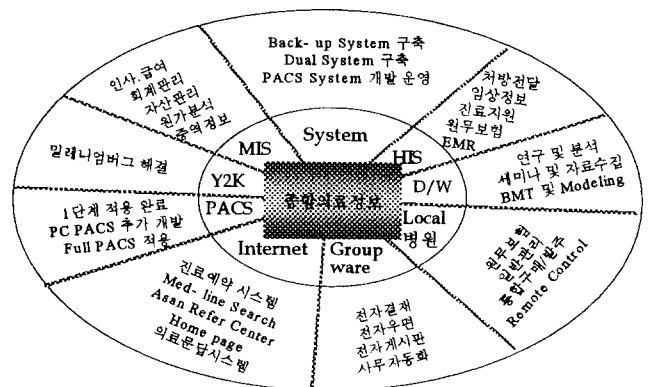 Back- up System 구축
Dual System 구축
PACS System 개발 운영
처방전달
임상정보
진료지원
원무보험
EMR
연구 및 분석
세미나 및 자료수집
BMT 및 Modeling
원무보험
일반관리
통합구매/발주
Remote Control
전자결재
전자우편
전자게시판
사무자동화
진료예약 시스템
Med- line Search
Asan Refer Center
Home page
의료문답시스템
1단계 적용 완료
PC PACS 추가 개발
Full PACS 적용
밀레니엄버그 해결
인사.급여
회계관리
자산관리
원가분석
중역정보
System
HIS
D/W
Local
병원
Group
ware
Internet
PACS
Y2K
MIS
종합의료정보